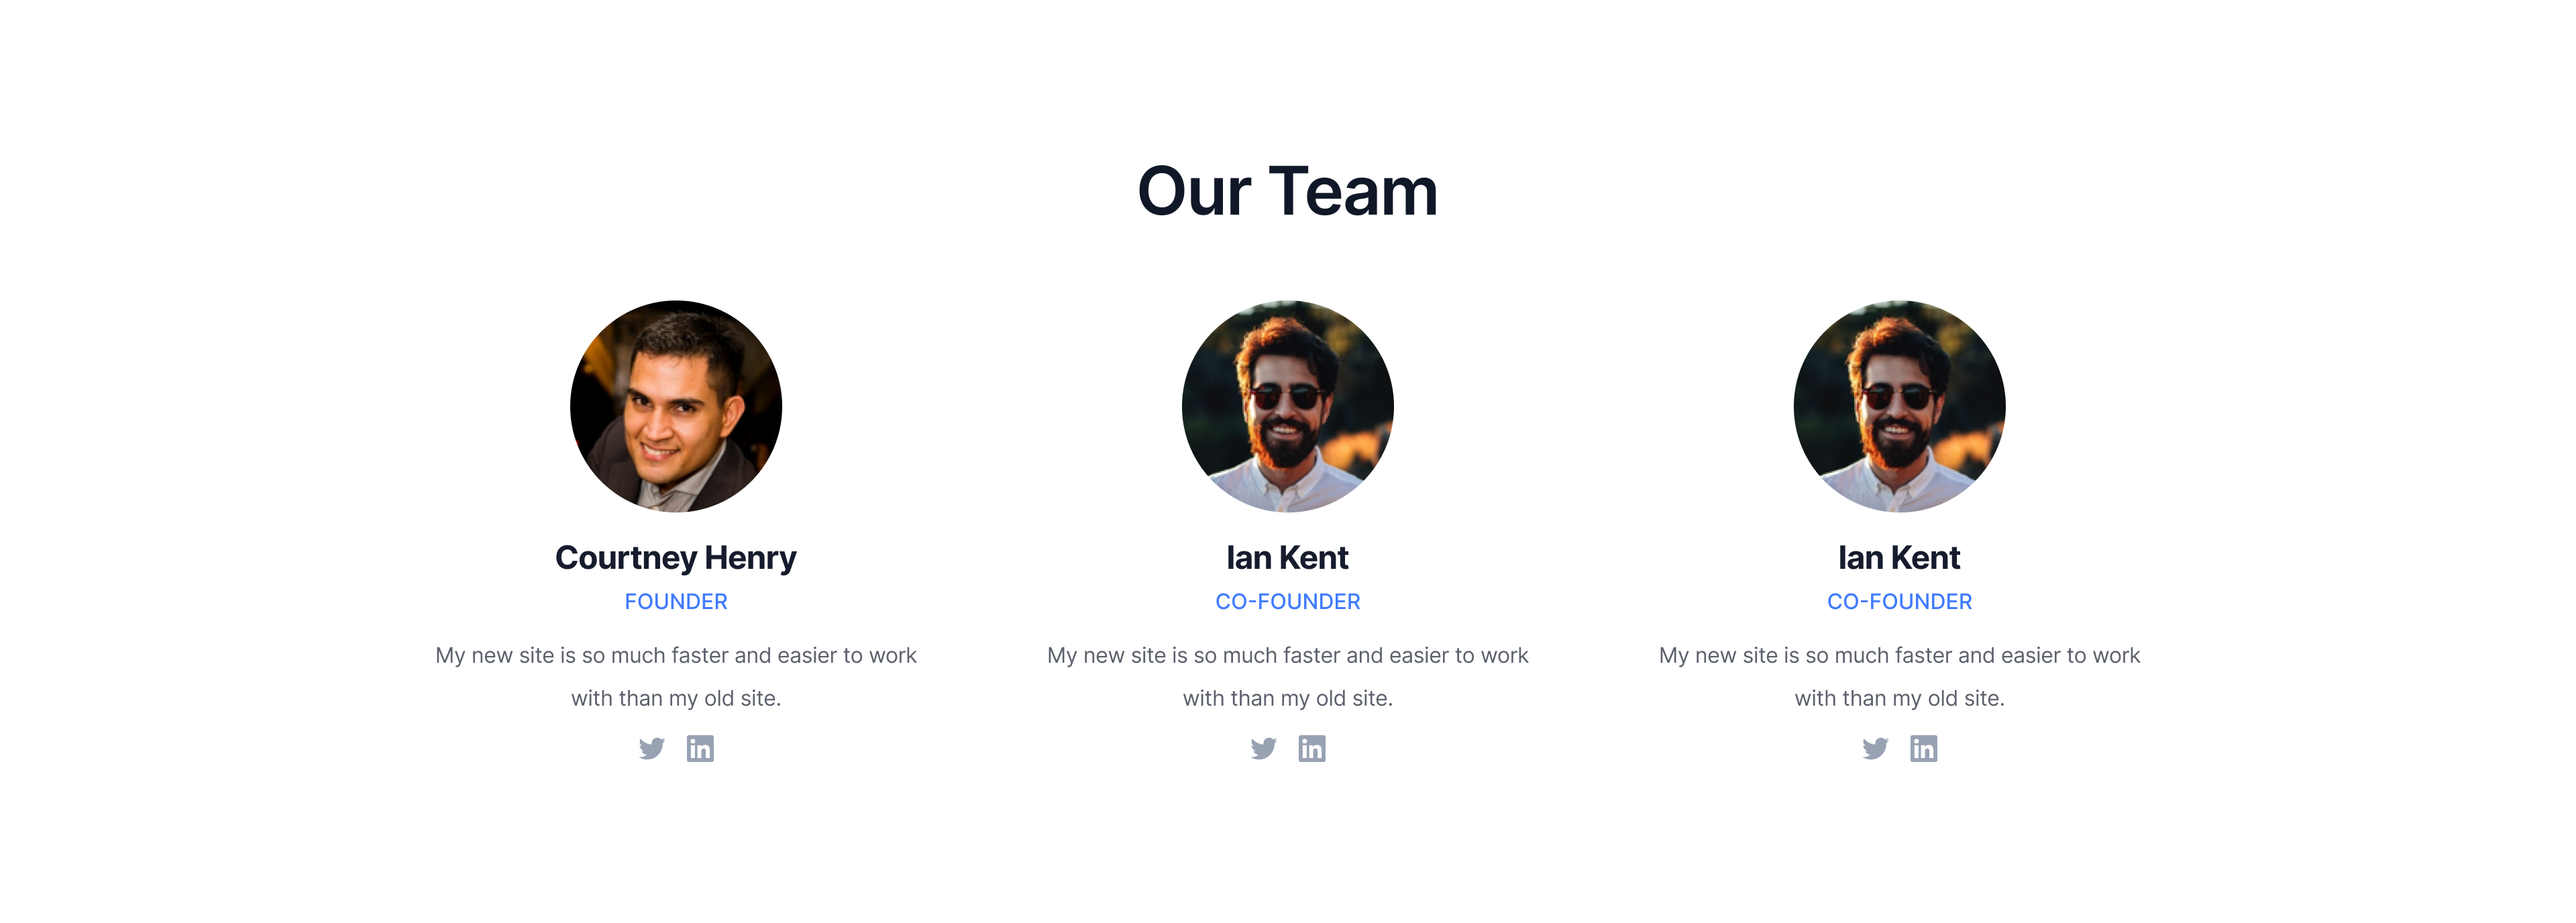 Our Team
Courtney Henry
FOUNDER
My new site is so much faster and easier to work
with than my old site.
Ian Kent
CO-FOUNDER
My new site is so much faster and easier to work
with than my old site.
Ian Kent
CO-FOUNDER
My new site is so much faster and easier to work
with than my old site.